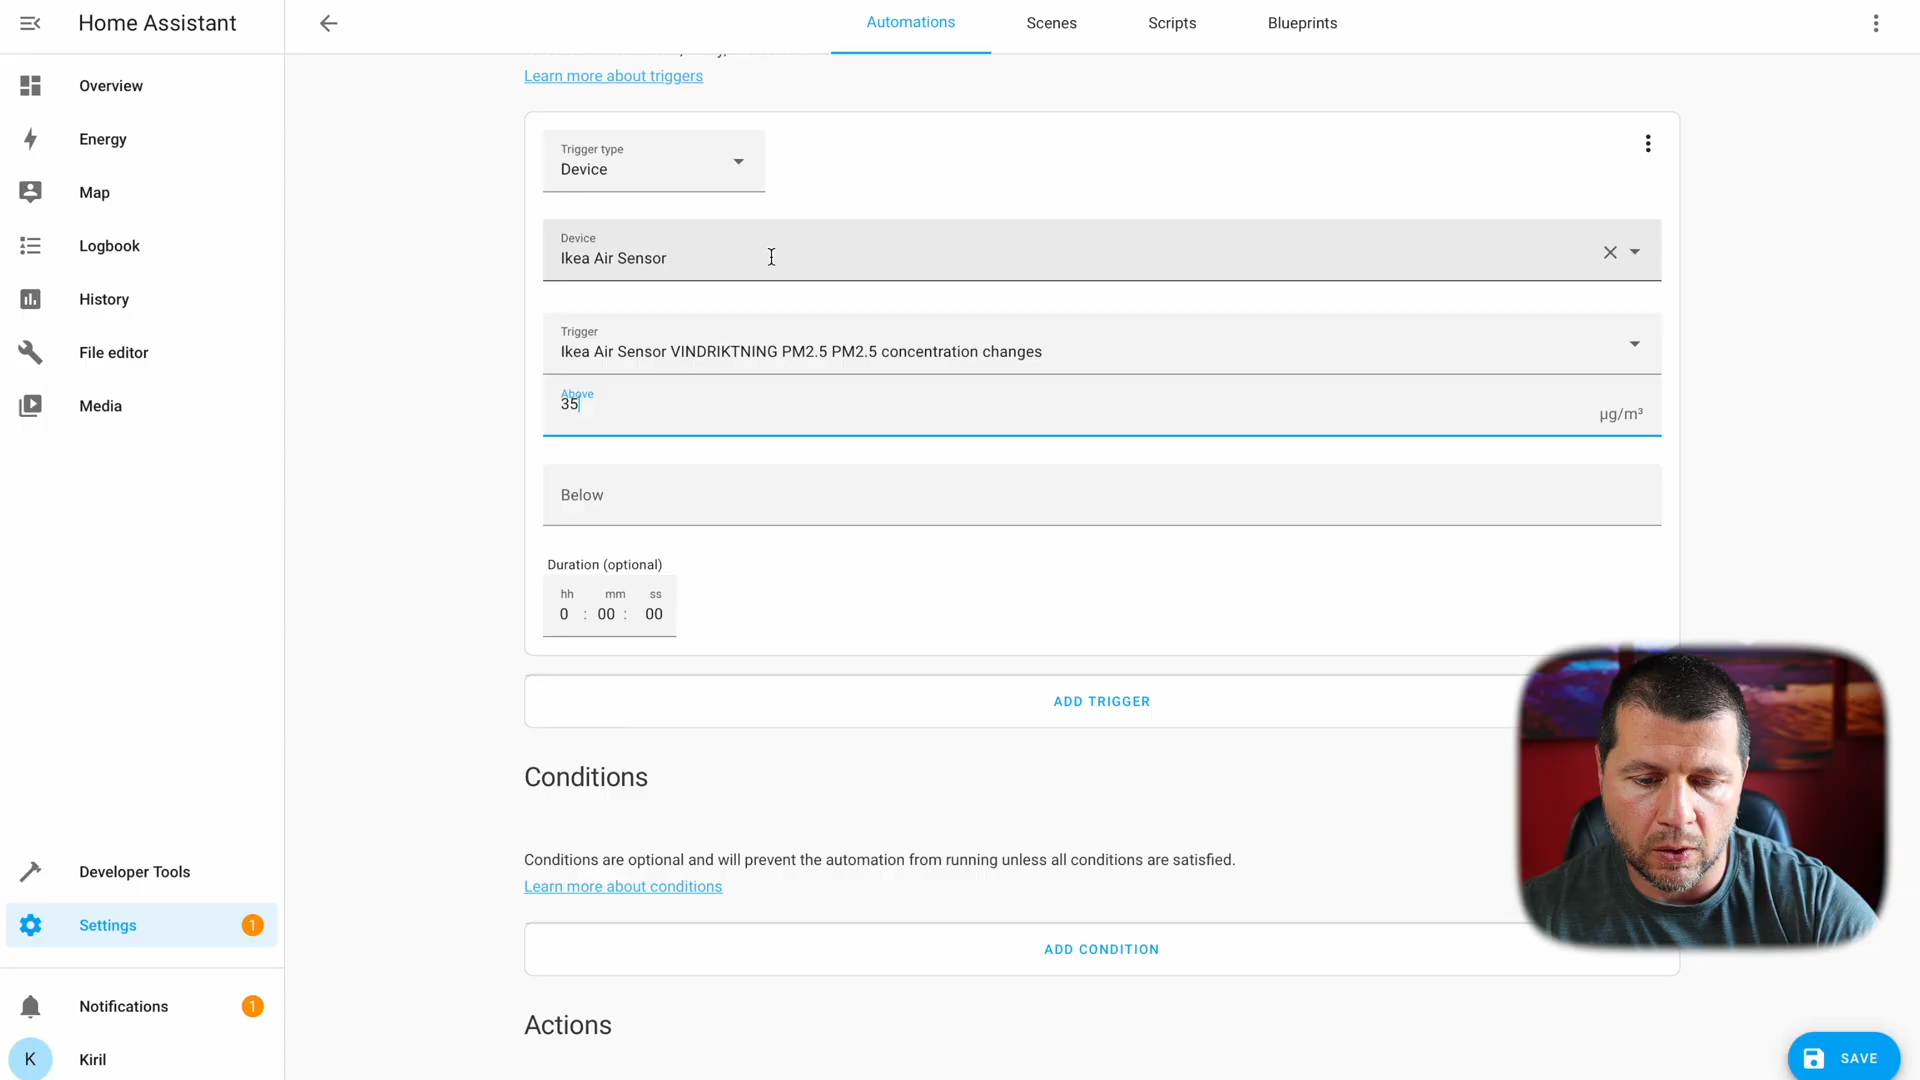 Home Assistant
Automations
Scenes
Scripts
Blueprints
Overview
Energy
Map
Logbook
History
File editor
Media
Developer Tools
Settings
1
Notifications
1
K
Kiril
Learn more about triggers
Trigger type
Device
Device
Ikea Air Sensor
Trigger
Ikea Air Sensor VINDRIKTNING PM2.5 PM2.5 concentration changes
Above
35
µg/m³
Below
Duration (optional)
hh mm ss
0 : 00 : 00
ADD TRIGGER
Conditions
Conditions are optional and will prevent the automation from running unless all conditions are satisfied.
Learn more about conditions
ADD CONDITION
Actions
SAVE